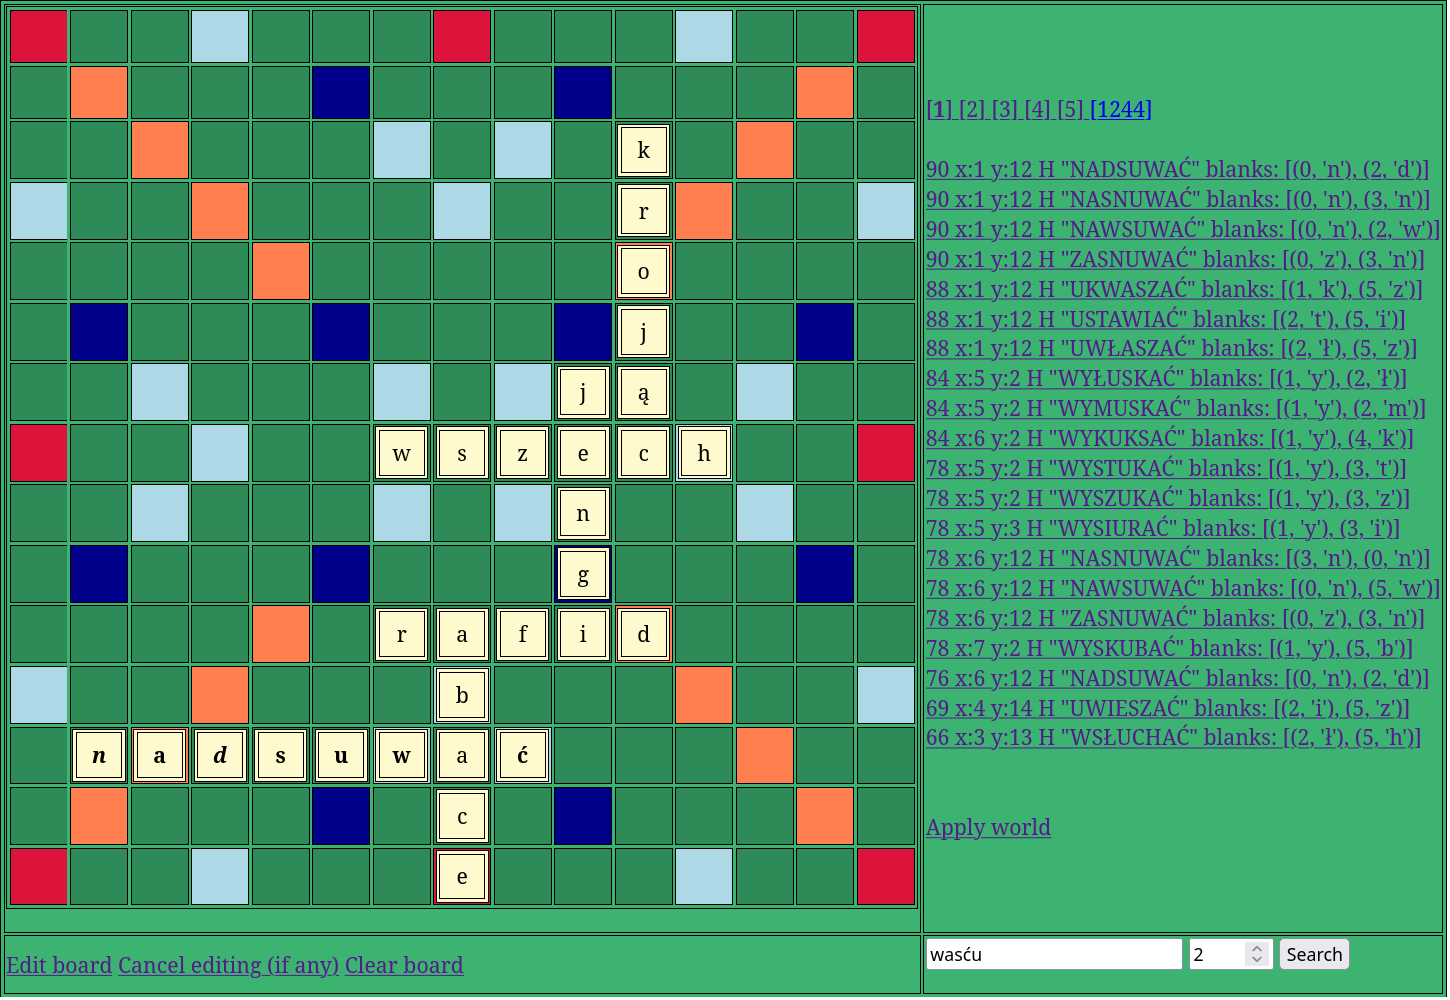 k
r
o
j
j ą
w s z e c h
n
g
r a f i d
b
n a d s u w a ć
c
e
[1] [2] [3] [4] [5] [1244]
90 x:1 y:12 H "NADSUWAĆ" blanks: [(0, 'n'), (2, 'd')]
90 x:1 y:12 H "NASNUWAĆ" blanks: [(0, 'n'), (3, 'n')]
90 x:1 y:12 H "NAWSUWAĆ" blanks: [(0, 'n'), (2, 'w')]
90 x:1 y:12 H "ZASNUWAĆ" blanks: [(0, 'z'), (3, 'n')]
88 x:1 y:12 H "UKWASZAĆ" blanks: [(1, 'k'), (5, 'z')]
88 x:1 y:12 H "USTAWIAĆ" blanks: [(2, 't'), (5, 'i')]
88 x:1 y:12 H "UWŁASZAĆ" blanks: [(2, 'ł'), (5, 'z')]
84 x:5 y:2 H "WYŁUSKAĆ" blanks: [(1, 'y'), (2, 'ł')]
84 x:5 y:2 H "WYMUSKAĆ" blanks: [(1, 'y'), (2, 'm')]
84 x:6 y:2 H "WYKUKSAĆ" blanks: [(1, 'y'), (4, 'k')]
78 x:5 y:2 H "WYSTUKAĆ" blanks: [(1, 'y'), (3, 't')]
78 x:5 y:2 H "WYSZUKAĆ" blanks: [(1, 'y'), (3, 'z')]
78 x:5 y:3 H "WYSIURAĆ" blanks: [(1, 'y'), (3, 'i')]
78 x:6 y:12 H "NASNUWAĆ" blanks: [(3, 'n'), (0, 'n')]
78 x:6 y:12 H "NAWSUWAĆ" blanks: [(0, 'n'), (5, 'w')]
78 x:6 y:12 H "ZASNUWAĆ" blanks: [(0, 'z'), (3, 'n')]
78 x:7 y:2 H "WYSKUBAĆ" blanks: [(1, 'y'), (5, 'b')]
76 x:6 y:12 H "NADSUWAĆ" blanks: [(0, 'n'), (2, 'd')]
69 x:4 y:14 H "UWIESZAĆ" blanks: [(2, 'i'), (5, 'z')]
66 x:3 y:13 H "WSŁUCHAĆ" blanks: [(2, 'ł'), (5, 'h')]
Apply world
Edit board Cancel editing (if any) Clear board
wasću 2 Search